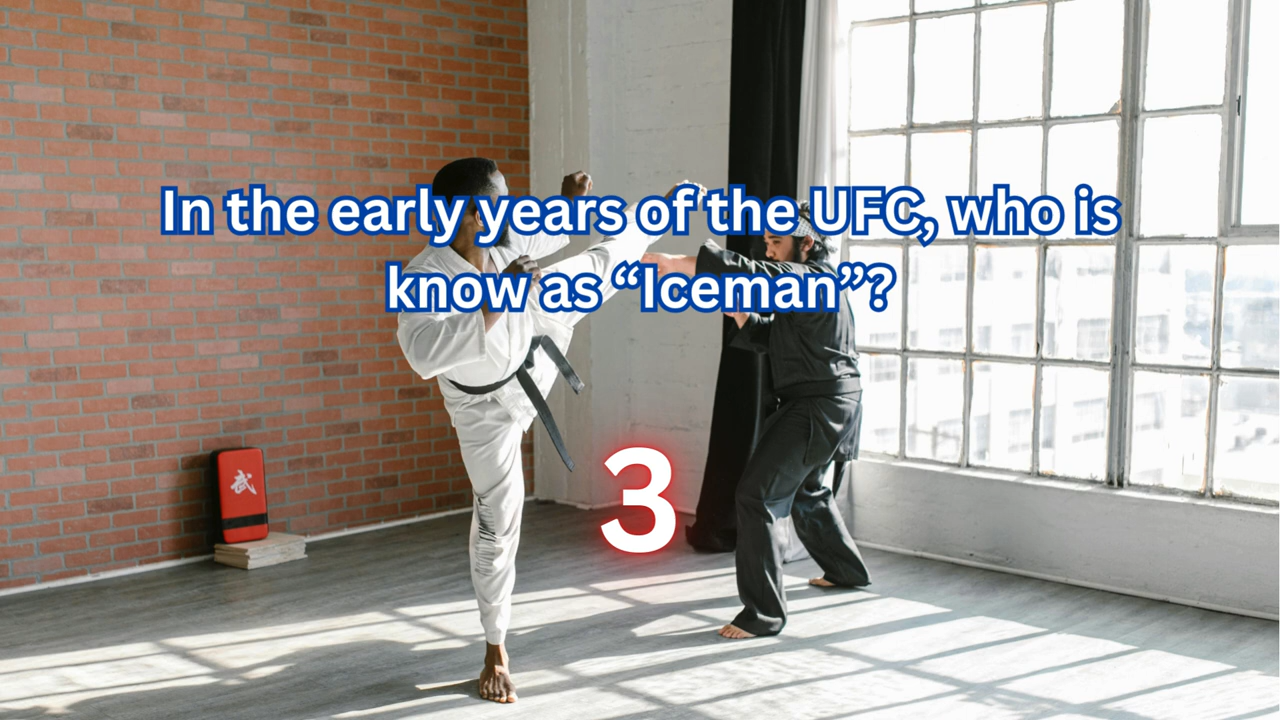 In the early years of the UFC, who is
know as “Iceman”?
3
武